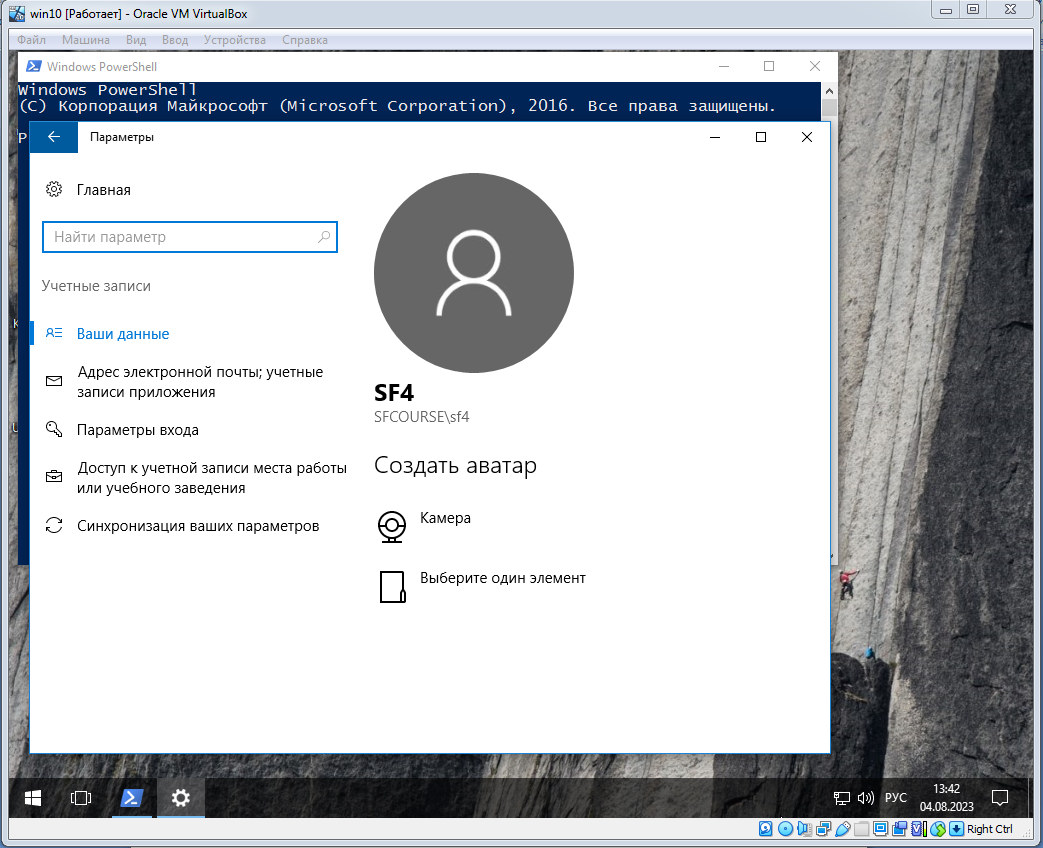 win10 [Работает] - Oracle VM VirtualBox
Файл Машина Вид Ввод Устройства Справка
Windows PowerShell
Windows PowerShell
(C) Корпорация Майкрософт (Microsoft Corporation), 2016. Все права защищены.
P
Параметры
Главная
Найти параметр
Учетные записи
Ваши данные
Адрес электронной почты; учетные
записи приложения
Параметры входа
Доступ к учетной записи места работы
или учебного заведения
Синхронизация ваших параметров
SF4
SFCOURSE\sf4
Создать аватар
Камера
Выберите один элемент
РУС
13:42
04.08.2023
Right Ctrl